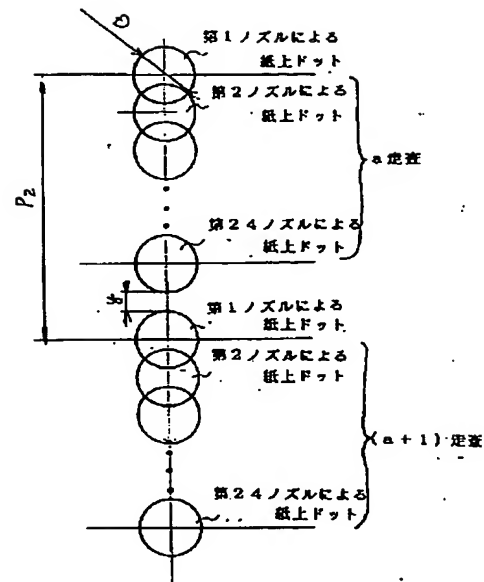 D
第1ノズルによる
紙上ドット
第2ノズルによる
紙上ドット
a走査
P2
第24ノズルによる
紙上ドット
y
第1ノズルによる
紙上ドット
第2ノズルによる
紙上ドット
(a+1)走査
第24ノズルによる
紙上ドット